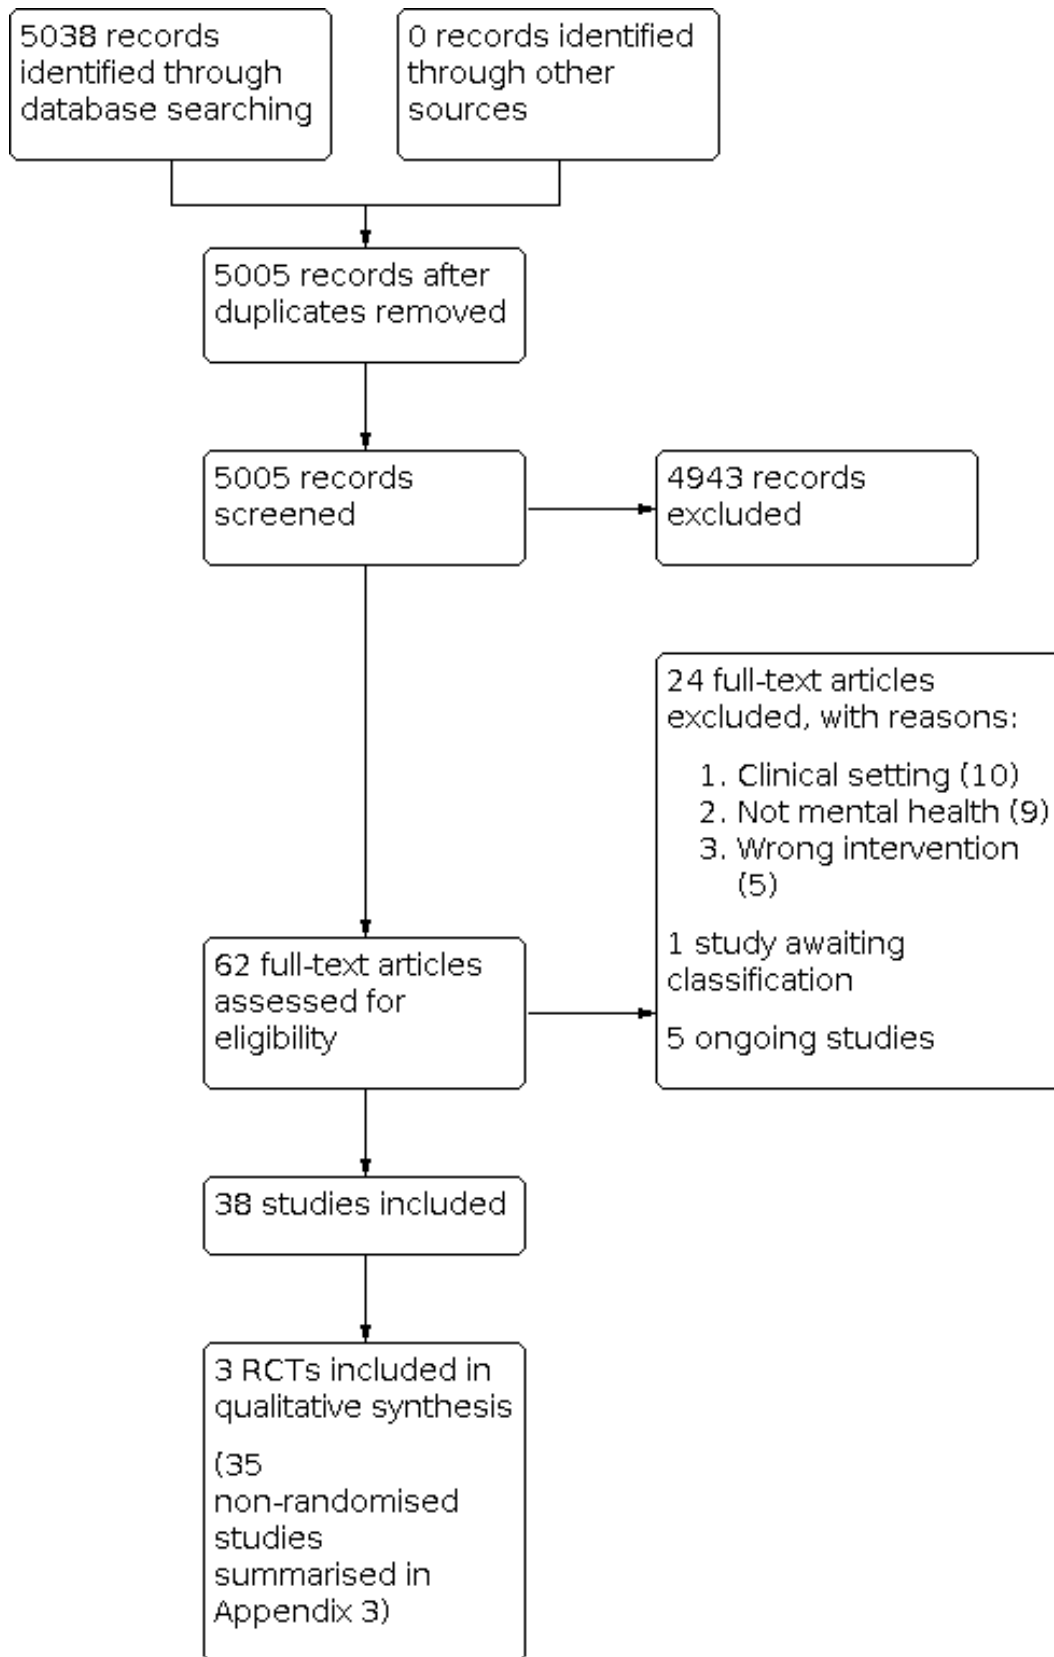 5038 records
identified through
database searching
0 records identified
through other
sources
5005 records after
duplicates removed
5005 records
screened
4943 records
excluded
24 full-text articles
excluded, with reasons:
1. Clinical setting (10)
2. Not mental health (9)
3. Wrong intervention
(5)
1 study awaiting
classification
5 ongoing studies
62 full-text articles
assessed for
eligibility
38 studies included
3 RCTs included in
qualitative synthesis
(35
non-randomised
studies
summarised in
Appendix 3)